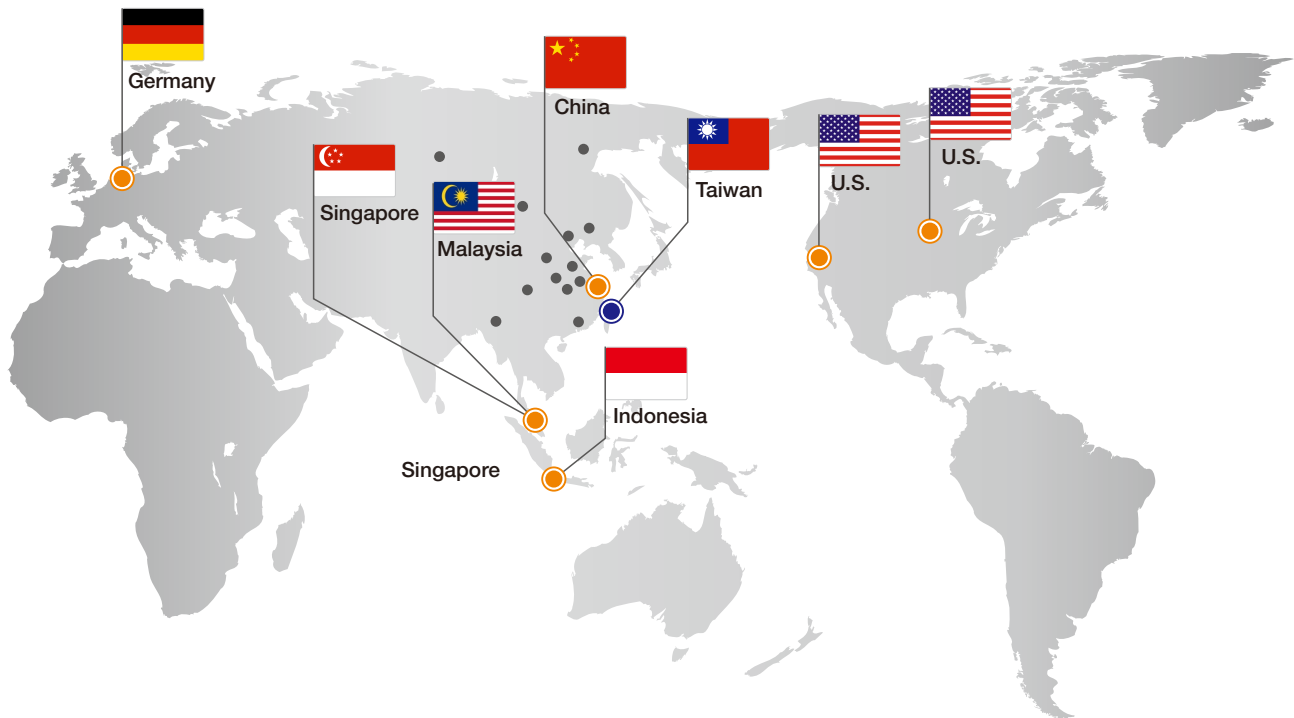 Germany
China
U.S.
U.S.
Taiwan
Singapore
Malaysia
Indonesia
Singapore